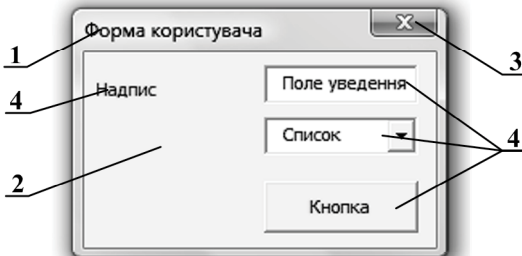 Форма користувача
1
3
4
Надпис
Поле уведення
4
Список
2
Кнопка